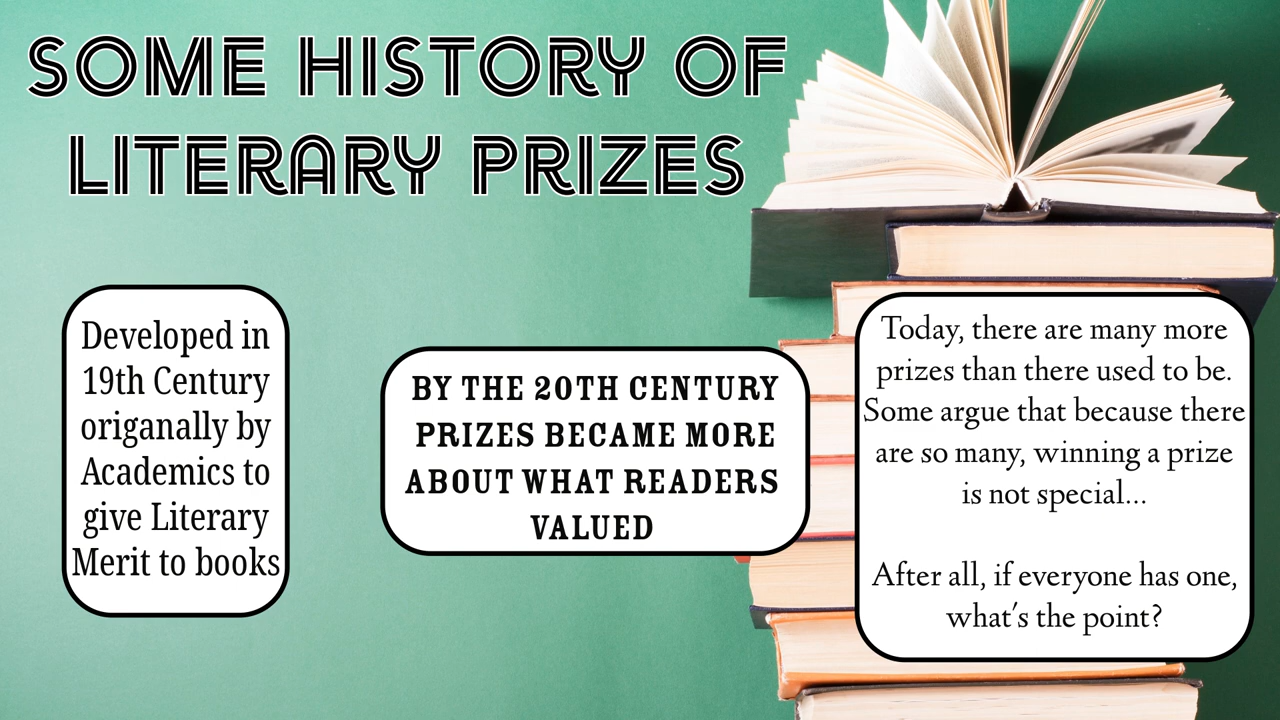 SOME HISTORY OF
LITERARY PRIZES
Developed in
19th Century
origanally by
Academics to
give Literary
Merit to books
BY THE 20TH CENTURY
PRIZES BECAME MORE
ABOUT WHAT READERS
VALUED
Today, there are many more
prizes than there used to be.
Some argue that because there
are so many, winning a prize
is not special...
After all, if everyone has one,
what's the point?